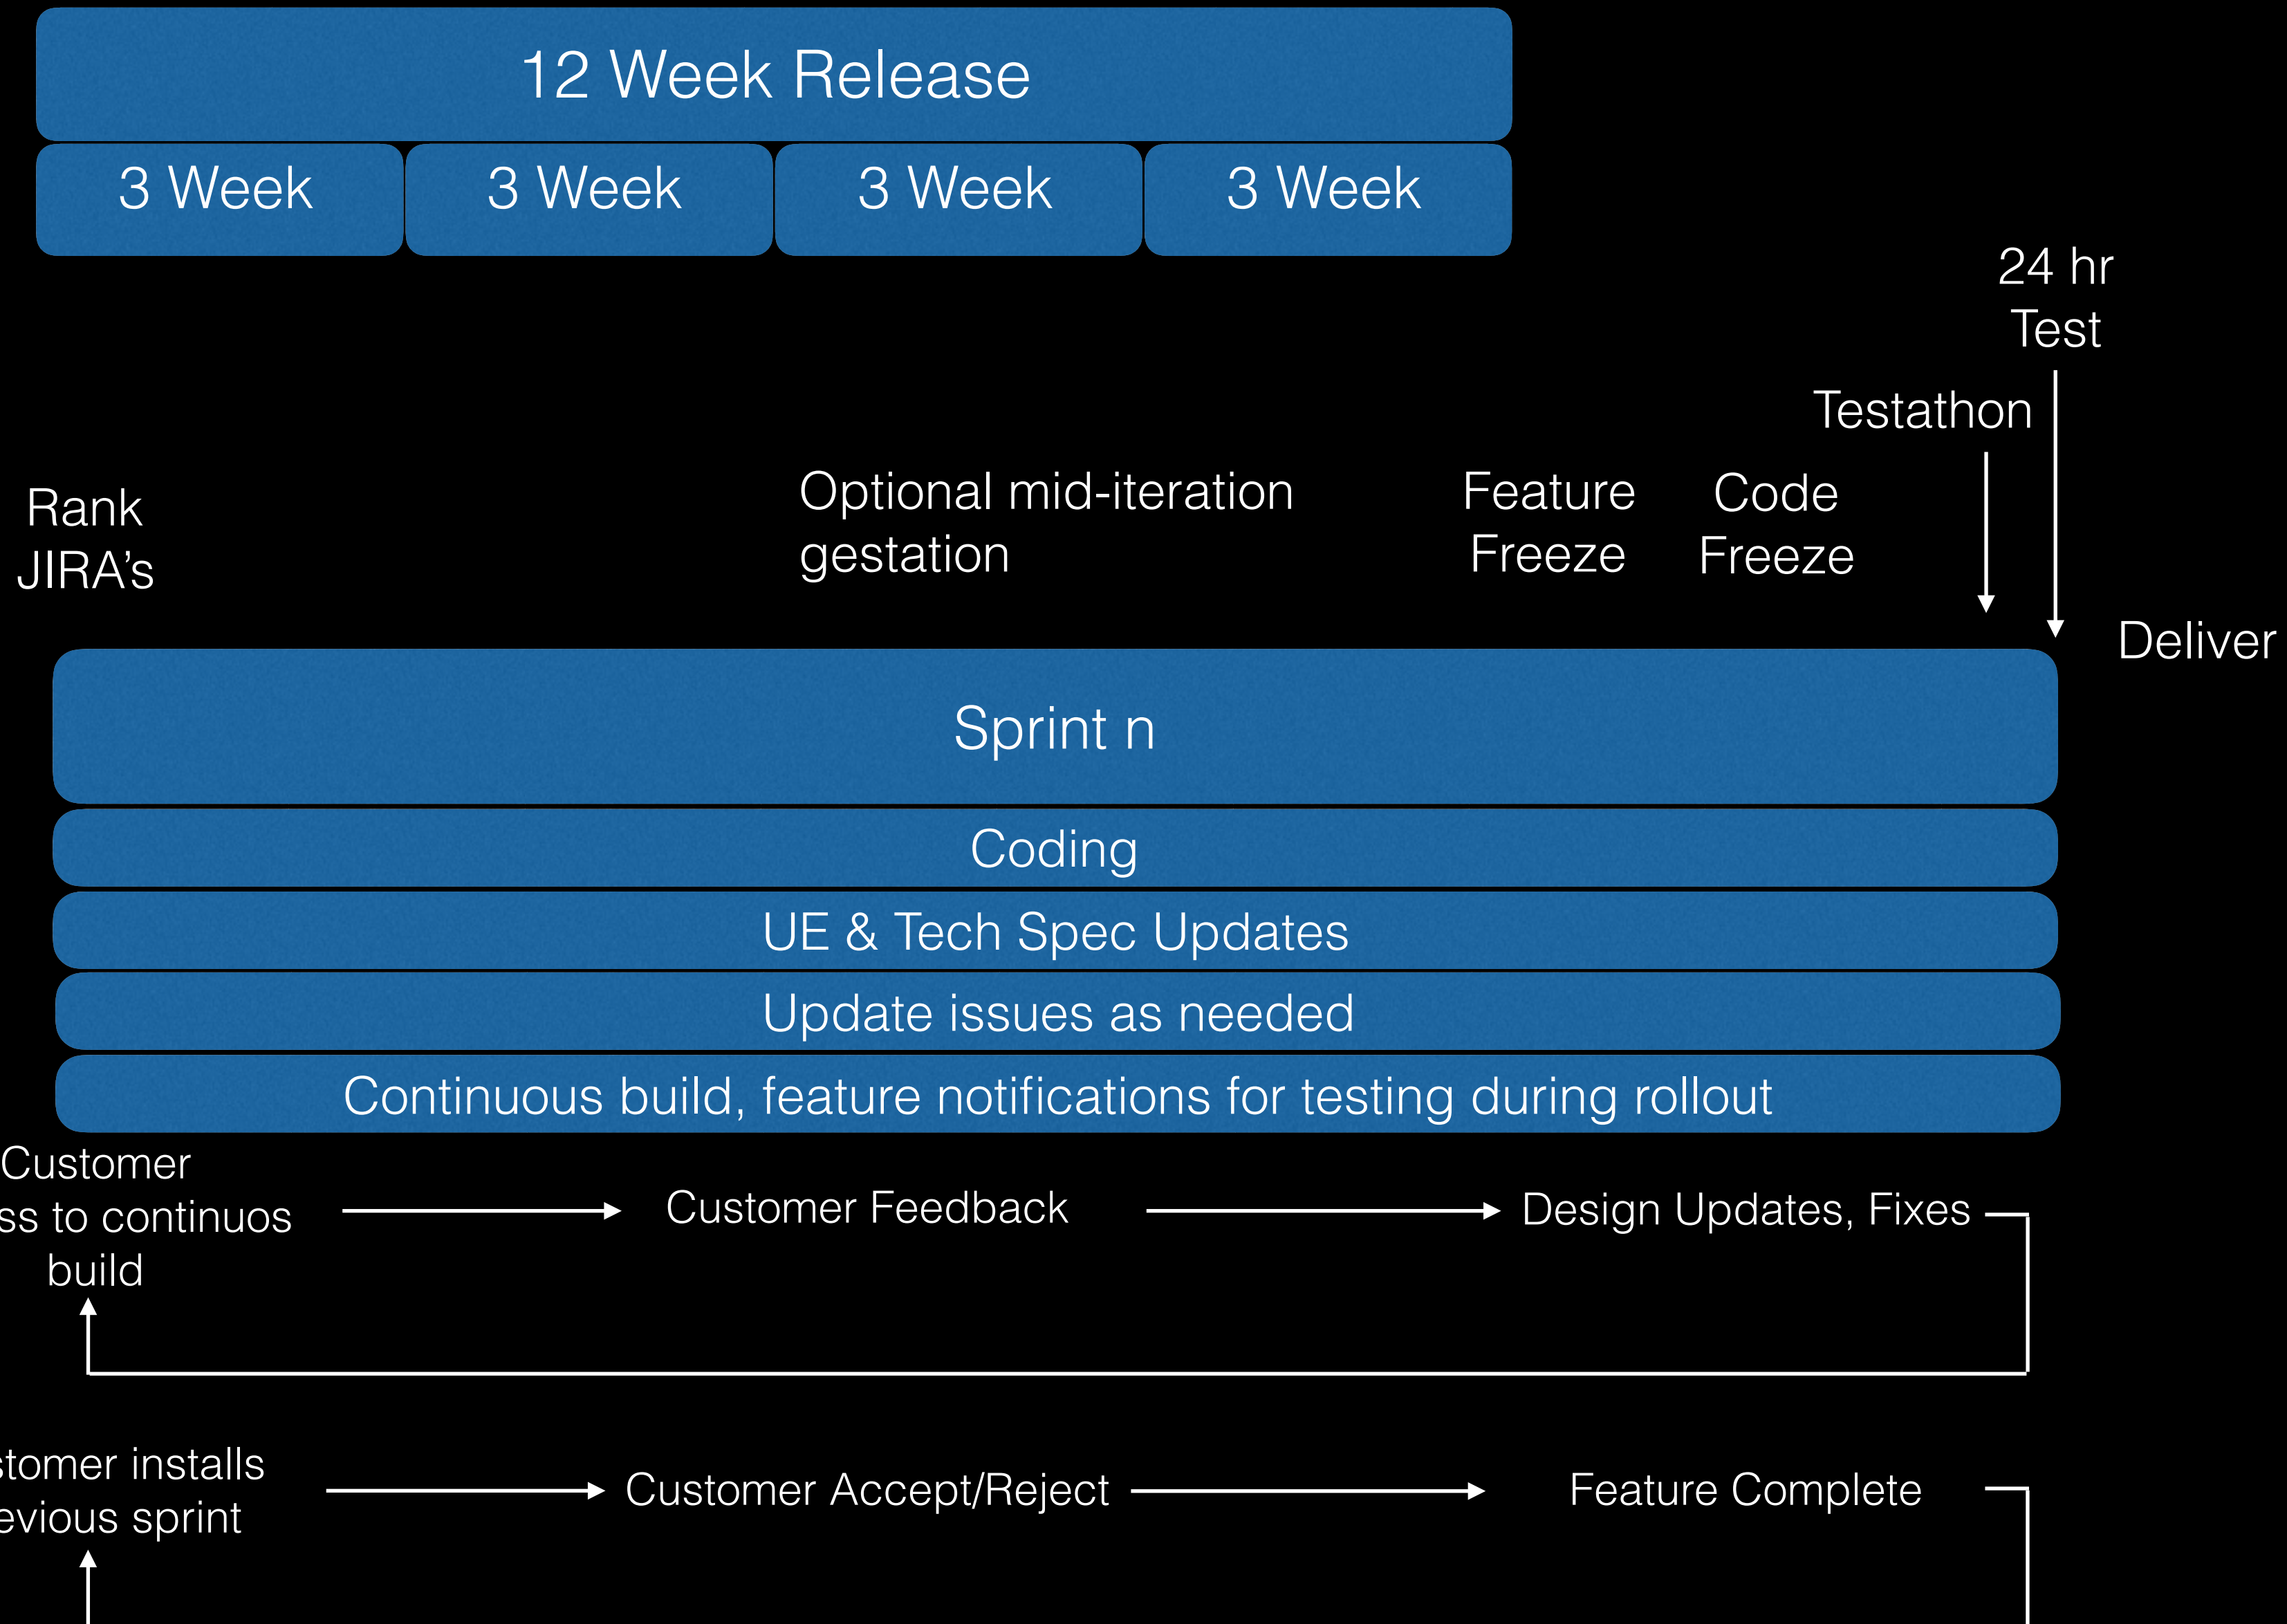 12 Week Release
3 Week
3 Week
3 Week
3 Week
24 hr
Test
Testathon
Rank
JIRA’s
Optional mid-iteration
gestation
Feature
Freeze
Code
Freeze
Deliver
Sprint n
Coding
UE & Tech Spec Updates
Update issues as needed
Continuous build, feature notifications for testing during rollout
Customer
to continuos
build
Customer Feedback
Design Updates, Fixes
installs
sprint
Customer Accept/Reject
Feature Complete